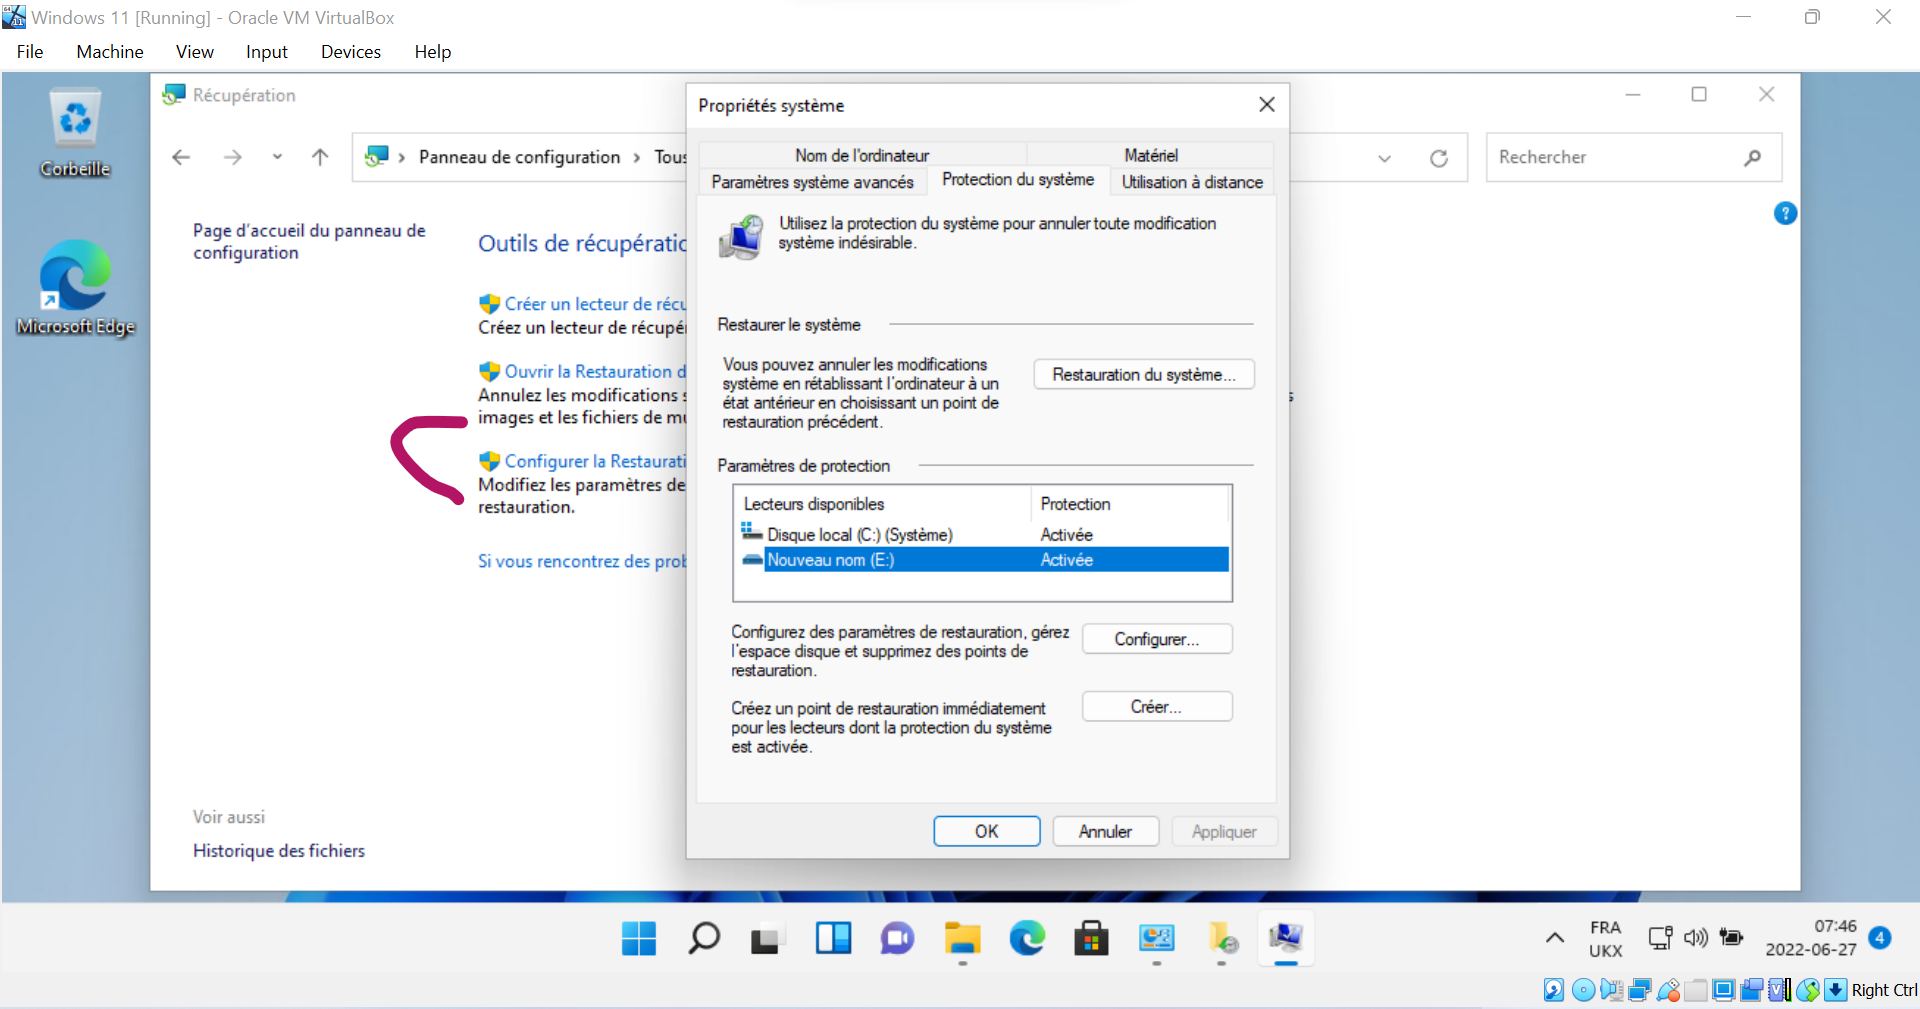 Windows 11 [Running] - Oracle VM VirtualBox
File Machine View Input Devices Help
Corbeille
Microsoft Edge
Récupération
Panneau de configuration › Tous
Rechercher
Page d'accueil du panneau de
configuration
Outils de récupératio
Créer un lecteur de récu
Créez un lecteur de récupé
Ouvrir la Restauration d
Annulez les modifications s
images et les fichiers de mu
Configurer la Restaurati
Modifiez les paramètres de
restauration.
Si vous rencontrez des prob
Voir aussi
Historique des fichiers
Propriétés système
Nom de l'ordinateur
Matériel
Paramètres système avancés
Protection du système
Utilisation à distance
Utilisez la protection du système pour annuler toute modification
système indésirable.
Restaurer le système
Vous pouvez annuler les modifications
système en rétablissant l'ordinateur à un
état antérieur en choisissant un point de
restauration précédent.
Restauration du système...
Paramètres de protection
Lecteurs disponibles Protection
Disque local (C:) (Système) Activée
Nouveau nom (E:) Activée
Configurez des paramètres de restauration, gérez
l'espace disque et supprimez des points de
restauration.
Configurer...
Créez un point de restauration immédiatement
pour les lecteurs dont la protection du système
est activée.
Créer...
OK
Annuler
Appliquer
s
FRA
UKX
07:46
2022-06-27
4
Right Ctrl